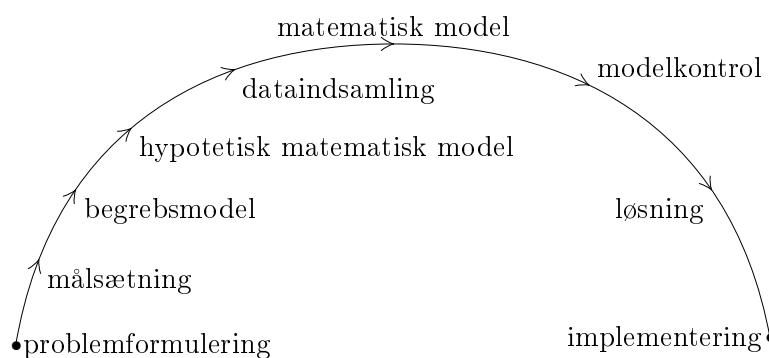 matematisk model
modelkontrol
dataindsamling
hypotetisk matematisk model
begrebsmodel
løsning
målsætning
problemformulering
implementering